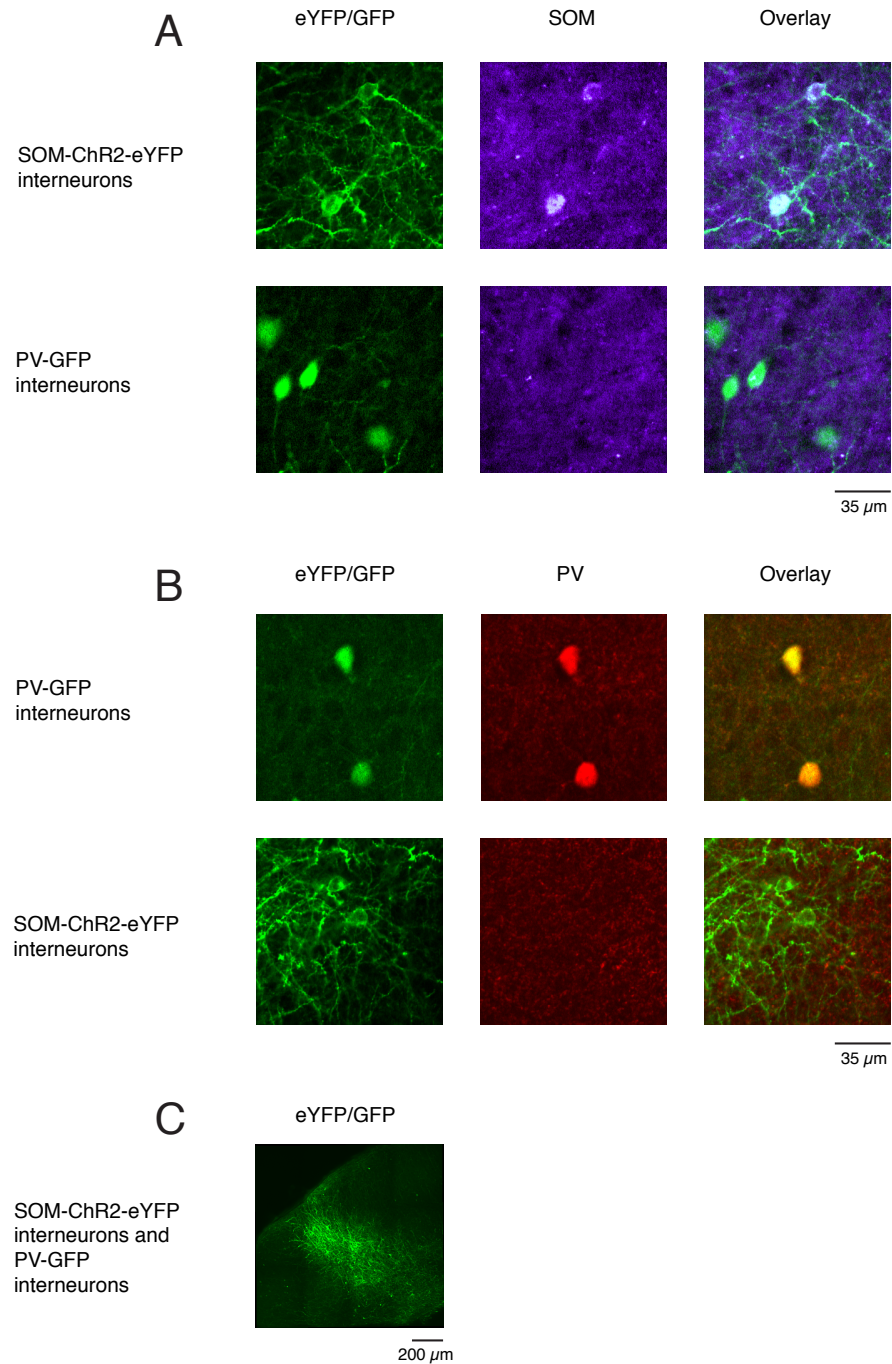 A
eYFP/GFP
SOM
Overlay
SOM-ChR2-eYFP
interneurons
PV-GFP
interneurons
35 µm
B
eYFP/GFP
PV
Overlay
PV-GFP
interneurons
SOM-ChR2-eYFP
interneurons
35 µm
C
eYFP/GFP
SOM-ChR2-eYFP
interneurons and
PV-GFP
interneurons
200 µm